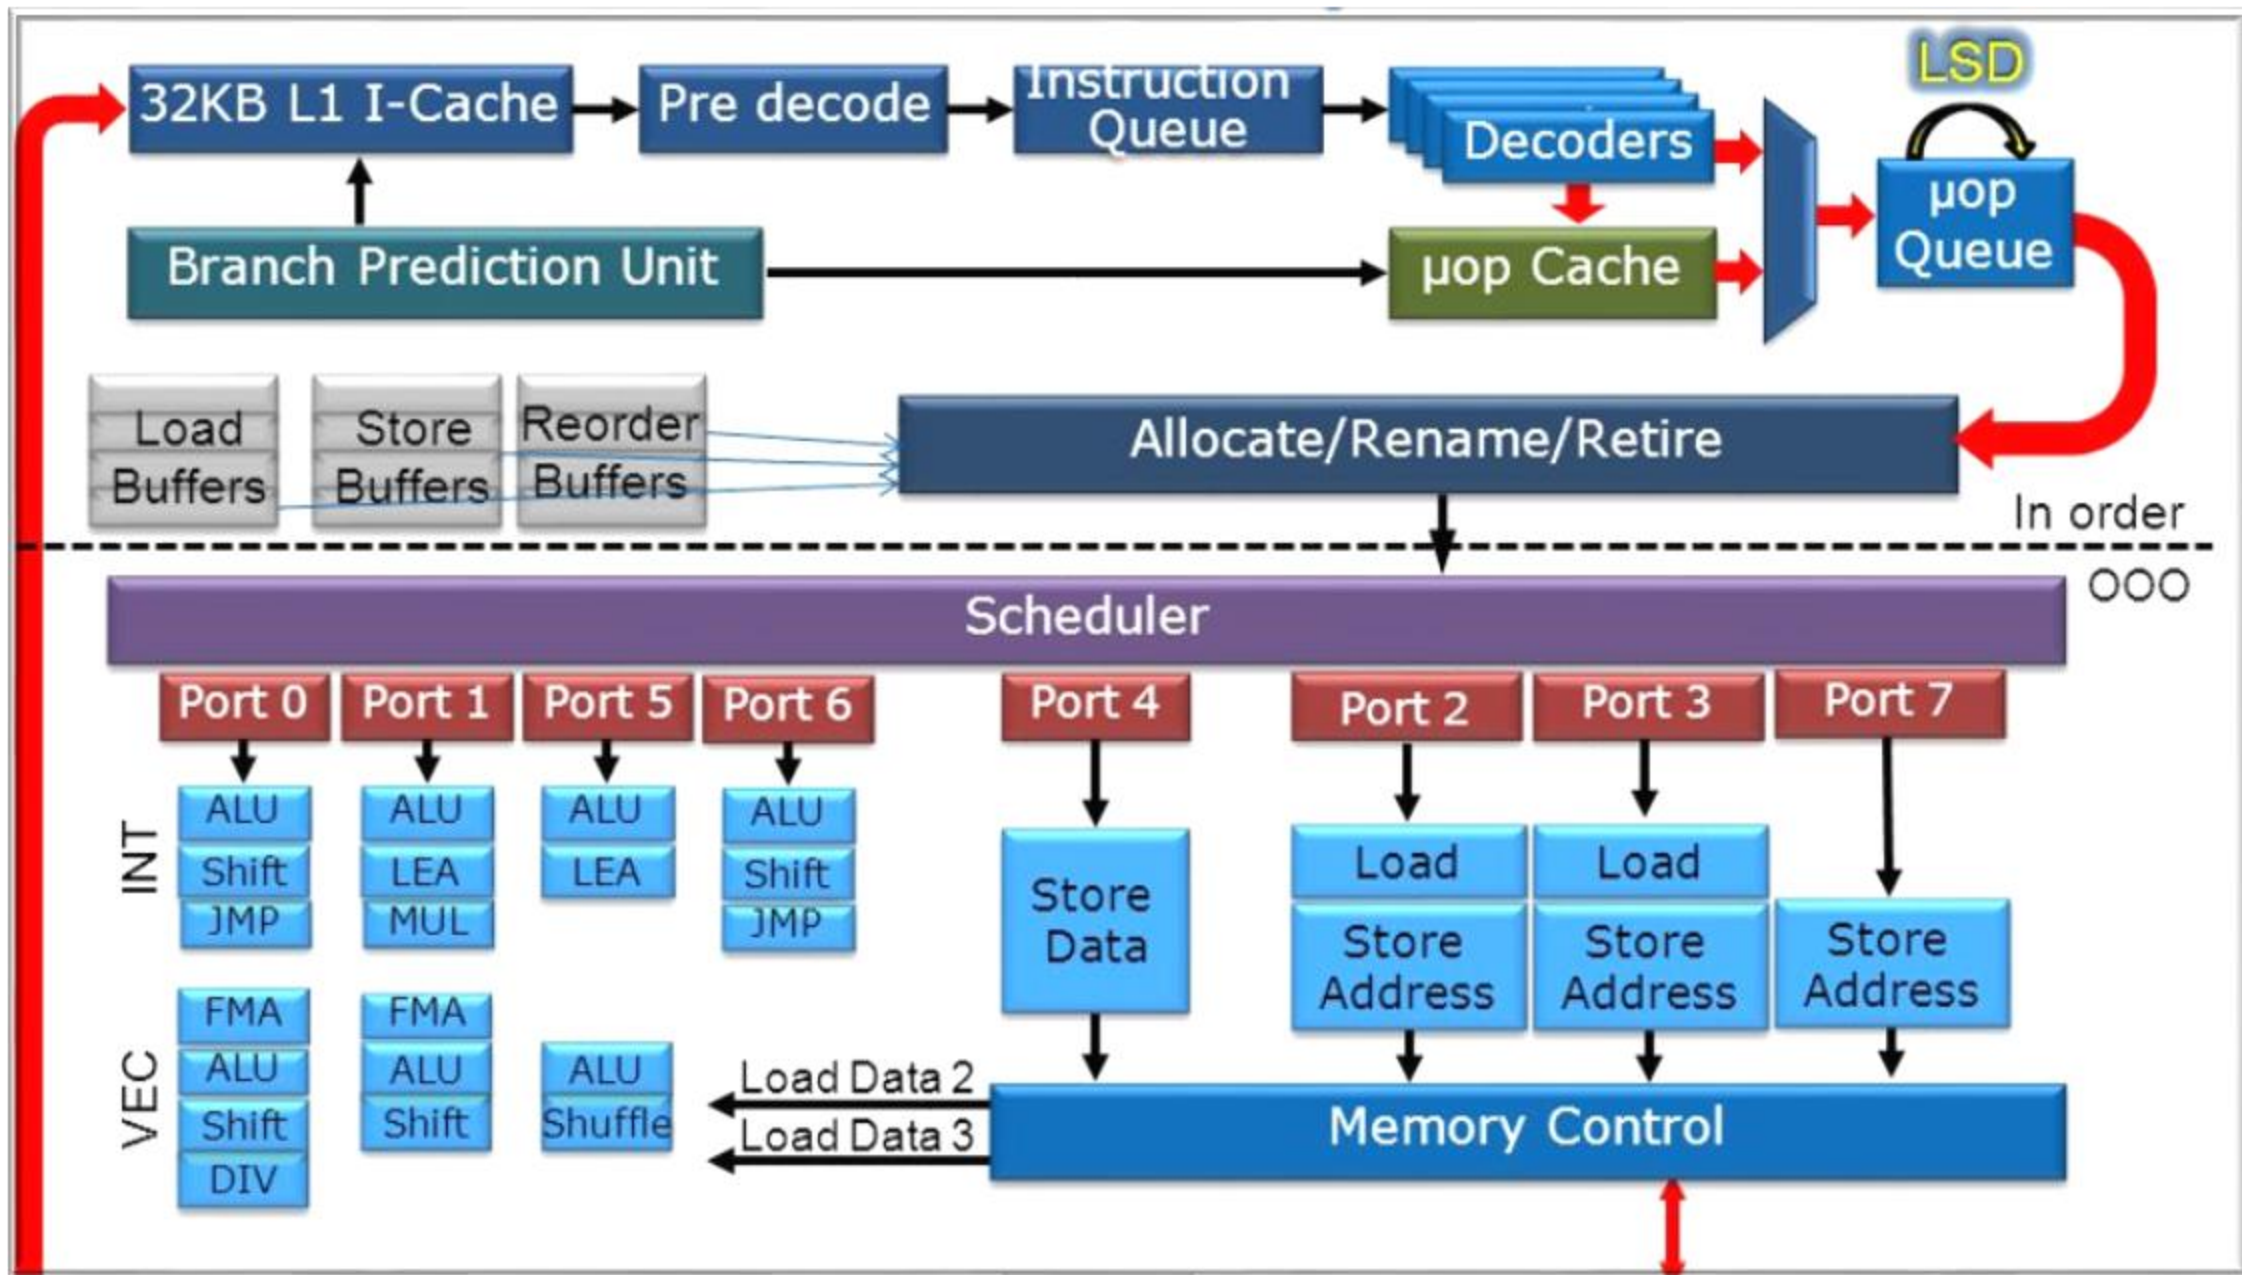 LSD
32KB L1 I-Cache
Pre decode
Instruction
Queue
Decoders
μop
Queue
Branch Prediction Unit
μop Cache
Load
Buffers
Store
Buffers
Reorder
Buffers
Allocate/Rename/Retire
In order
OOO
Scheduler
Port 0
Port 1
Port 5
Port 6
Port 4
Port 2
Port 3
Port 7
INT
ALU
Shift
JMP
ALU
LEA
MUL
ALU
LEA
ALU
Shift
JMP
Store
Data
Load
Store
Address
Load
Store
Address
Store
Address
VEC
FMA
ALU
Shift
DIV
FMA
ALU
Shift
ALU
Shuffle
Load Data 2
Load Data 3
Memory Control